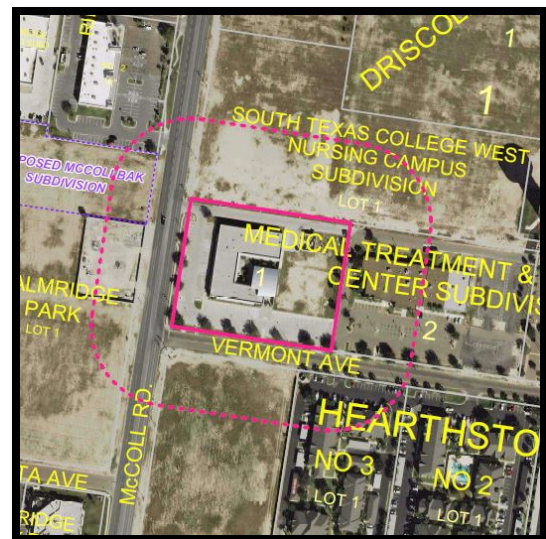 DRISCOL
1
1
2
SOUTH TEXAS COLLEGE WEST
NURSING CAMPUS
SUBDIVISION
LOT 1
POSED MCCOLL BAK
SUBDIVISION
MEDICAL TREATMENT &
CENTER SUBDIVIS
1
2
ALMRIDGE
PARK
LOT 1
VERMONT AVE
McCOLL RD.
HEARTHSTO
NO 3
LOT 1
NO 2
LOT 1
TA AVE
RIDGE